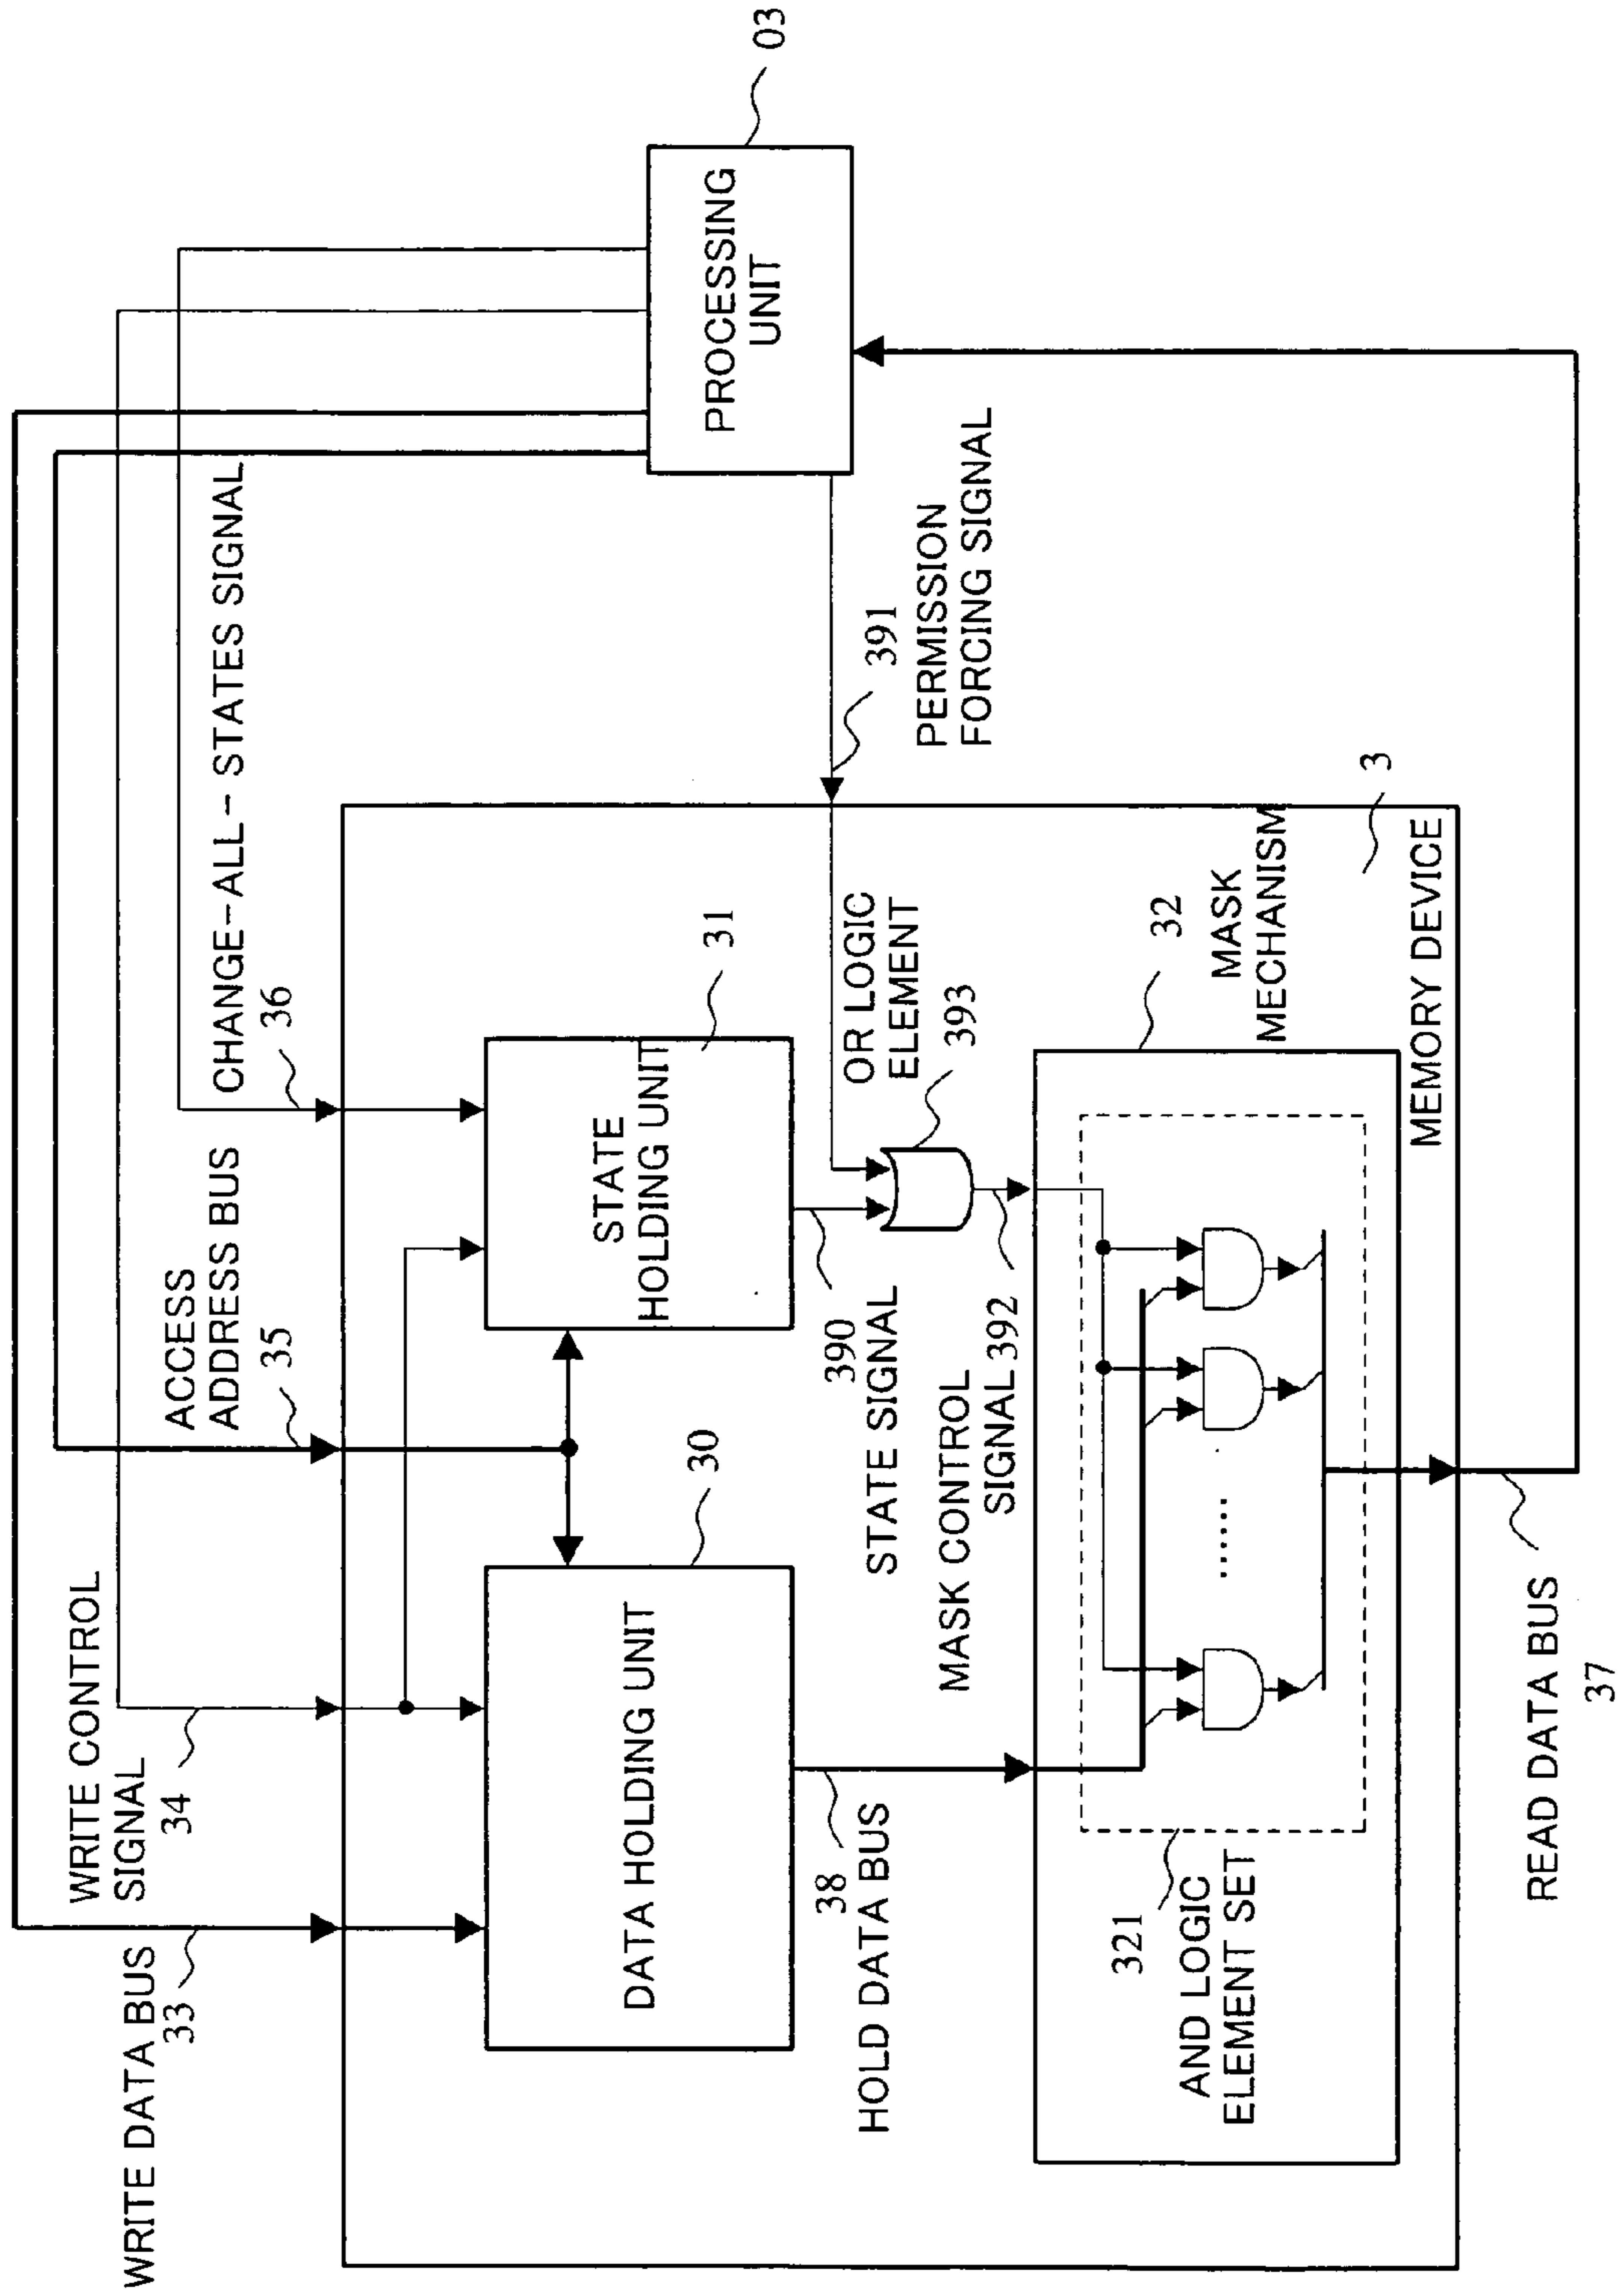 WRITE DATA BUS
33
WRITE CONTROL
SIGNAL
34
ACCESS
ADDRESS BUS
35
CHANGE-ALL-STATES SIGNAL
36
PROCESSING
UNIT
03
DATA HOLDING UNIT
30
STATE
HOLDING UNIT
31
38
HOLD DATA BUS
390
STATE SIGNAL
MASK CONTROL
SIGNAL 392
OR LOGIC
ELEMENT
393
391
PERMISSION
FORCING SIGNAL
321
AND LOGIC
ELEMENT SET
......
32
MASK
MECHANISM
3
MEMORY DEVICE
READ DATA BUS
37